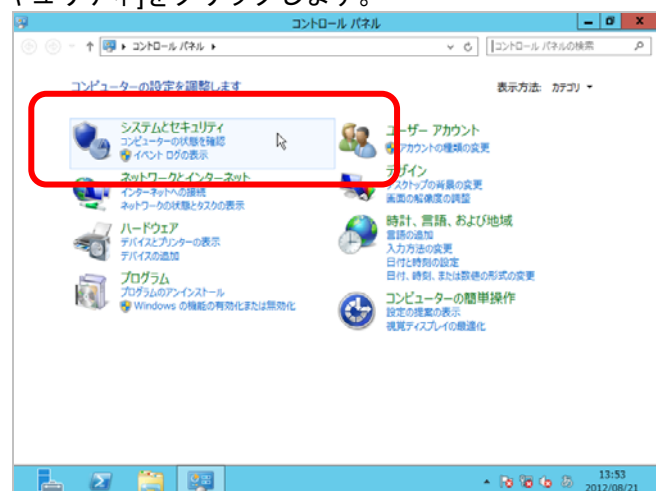 キュリティ]をクリックします。
コントロール パネル
コントロール パネル
コントロール パネルの検索
コンピューターの設定を調整します
表示方法: カテゴリ
システムとセキュリティ
コンピューターの状態を確認
イベント ログの表示
ネットワークとインターネット
インターネットへの接続
ネットワークの状態とタスクの表示
ハードウェア
デバイスとプリンターの表示
デバイスの追加
プログラム
プログラムのアンインストール
Windows の機能の有効化または無効化
ユーザー アカウント
アカウントの種類の変更
デザイン
デスクトップの背景の変更
画面の解像度の調整
時計、言語、および地域
言語の追加
入力方法の変更
日付と時刻の設定
日付、時刻、または数値の形式の変更
コンピューターの簡単操作
設定の提案の表示
視覚ディスプレイの最適化
13:53
2012/08/21